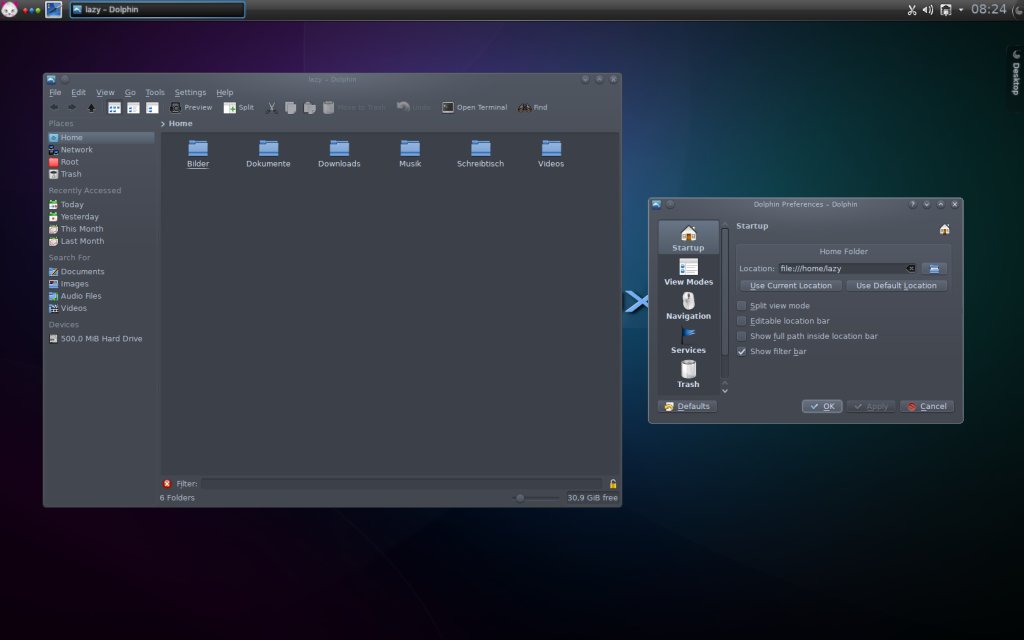 lazy – Dolphin
08:24
Desktop
lazy – Dolphin
File Edit View Go Tools Settings Help
Preview Split Move to Trash Undo Open Terminal Find
Places
Home
Network
Root
Trash
Recently Accessed
Today
Yesterday
This Month
Last Month
Search For
Documents
Images
Audio Files
Videos
Devices
500,0 MiB Hard Drive
Home
Bilder Dokumente Downloads Musik Schreibtisch Videos
Filter:
6 Folders
30,9 GiB free
Dolphin Preferences – Dolphin
Startup
View Modes
Navigation
Services
Trash
Startup
Home Folder
Location: file:///home/lazy
Use Current Location Use Default Location
Split view mode
Editable location bar
Show full path inside location bar
Show filter bar
Defaults OK Apply Cancel